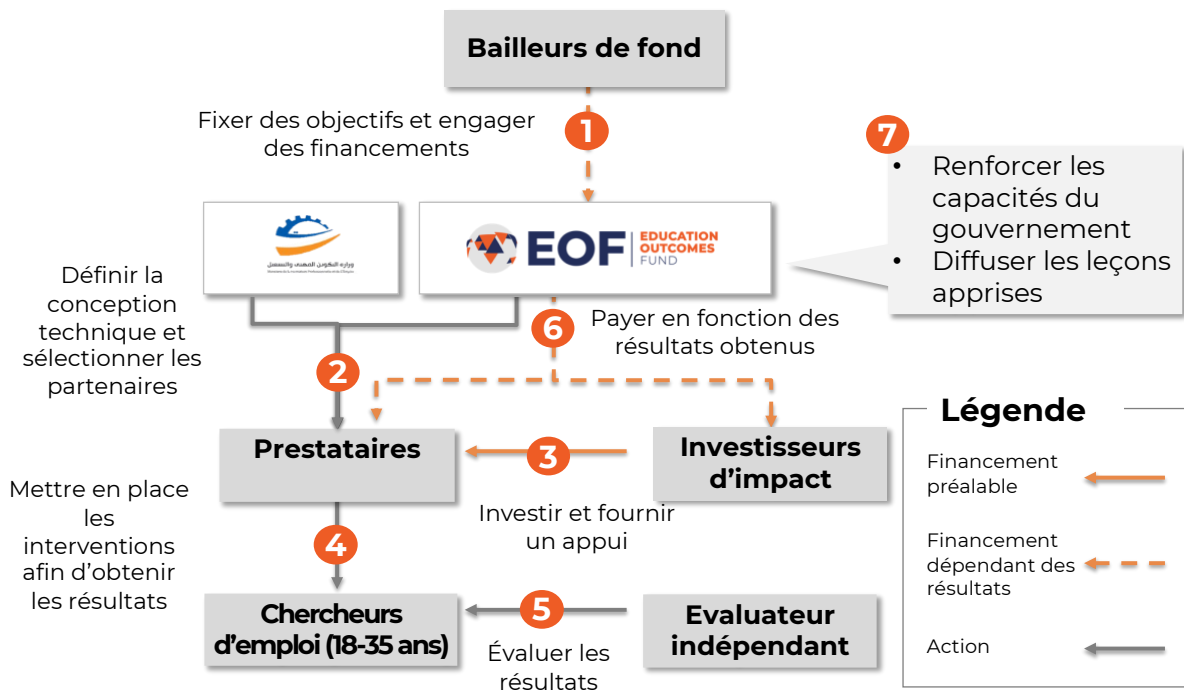 Bailleurs de fond
1
Fixer des objectifs et engager
des financements
7
• Renforcer les
capacités du
gouvernement
• Diffuser les leçons
apprises
وزارة التكوين المهني والتشغيل
EOF
EDUCATION
OUTCOMES
FUND
Définir la
conception
technique et
sélectionner les
partenaires
2
6
Payer en fonction des
résultats obtenus
Prestataires
3
Investisseurs
d’impact
Investir et fournir
un appui
Mettre en place
les
interventions
afin d’obtenir
les résultats
4
Chercheurs
d’emploi (18-35 ans)
5
Evaluateur
indépendant
Évaluer les
résultats
Légende
Financement
préalable
Financement
dépendant des
résultats
Action